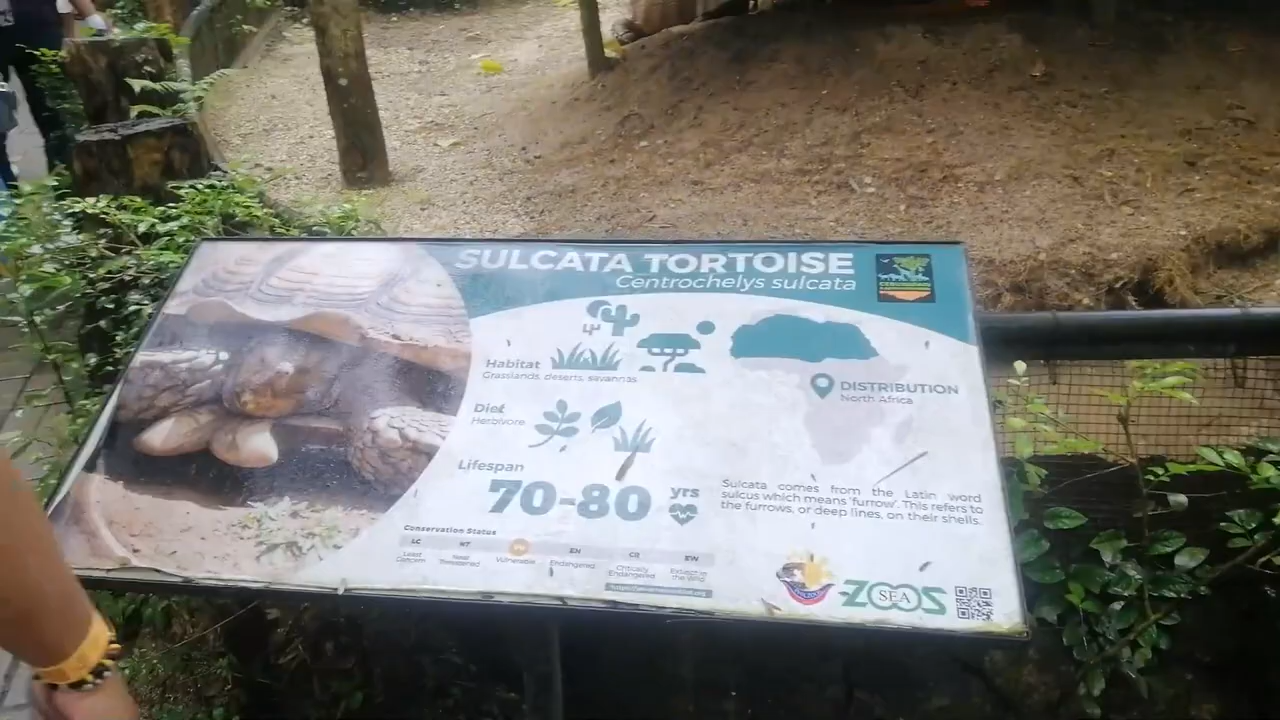 SULCATA TORTOISE
Centrochelys sulcata
Habitat
Grasslands, deserts, savannas
Diet
Herbivore
Lifespan
70-80 yrs
DISTRIBUTION
North Africa
Sulcata comes from the Latin word
sulcus which means 'furrow'. This refers to
the furrows, or deep lines, on their shells.
Conservation Status
LC NT VU EN CR EW
Least Concern
Near Threatened
Vulnerable
Endangered
Critically Endangered
Extinct in the Wild
SEA
ZOOS